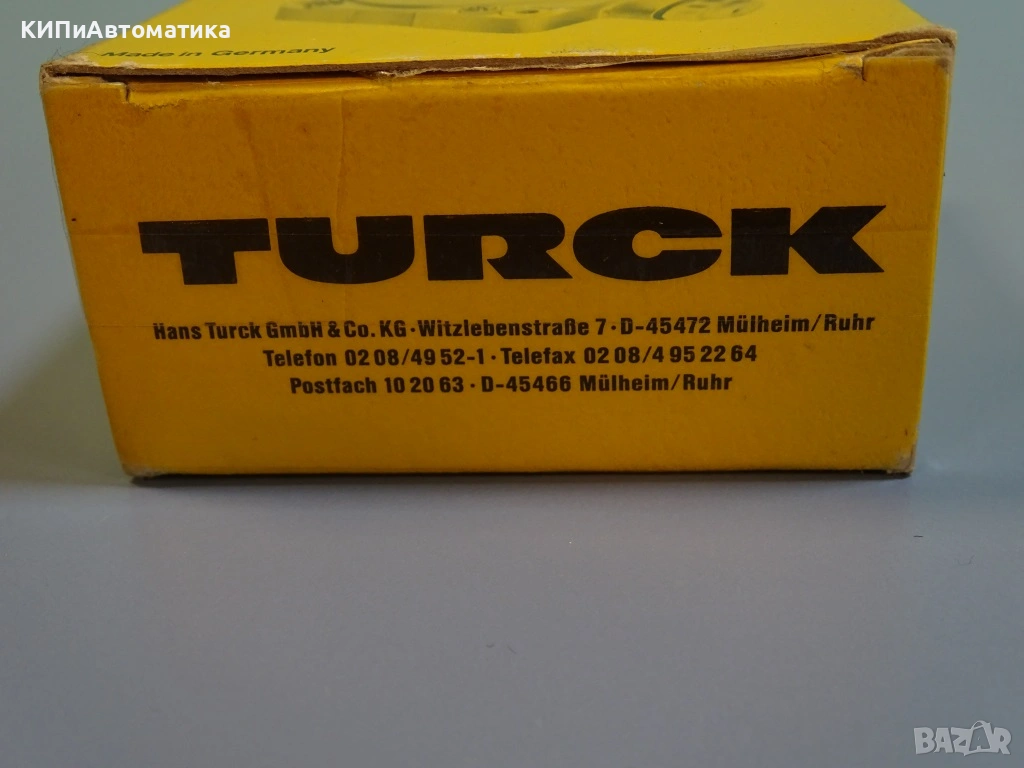 КИПиАвтоматика
Made in Germany
TURCK
Hans Turck GmbH & Co. KG · Witzlebenstraße 7 · D-45472 Mülheim/Ruhr
Telefon 02 08/49 52-1 · Telefax 02 08/4 95 22 64
Postfach 10 20 63 · D-45466 Mülheim/Ruhr
BAZAR